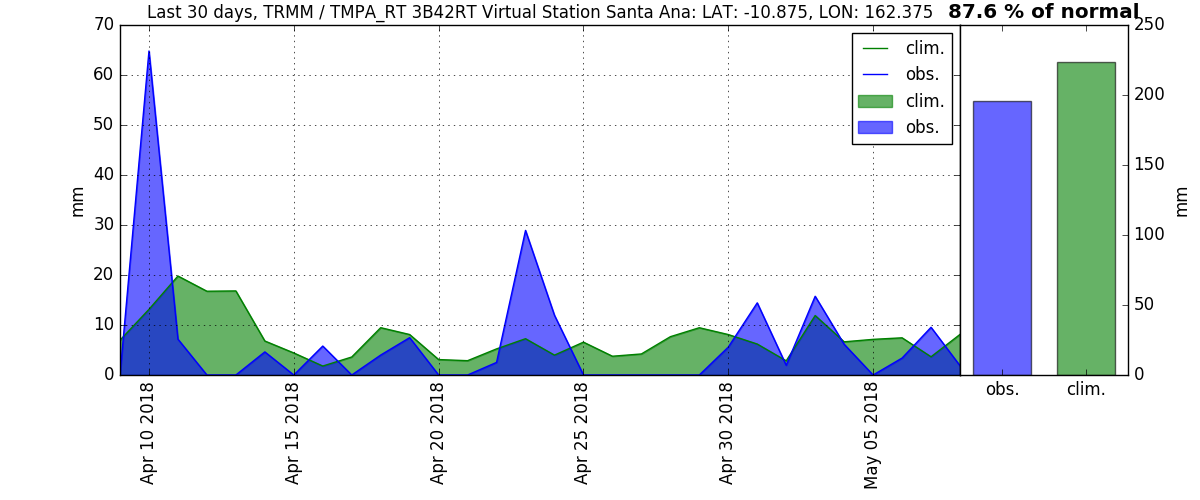 Last 30 days, TRMM / TMPA_RT 3B42RT Virtual Station Santa Ana: LAT: -10.875, LON: 162.375
87.6 % of normal
70
60
50
40
30
20
10
0
mm
clim.
obs.
clim.
obs.
Apr 10 2018
Apr 15 2018
Apr 20 2018
Apr 25 2018
Apr 30 2018
May 05 2018
250
200
150
100
50
0
mm
obs.
clim.